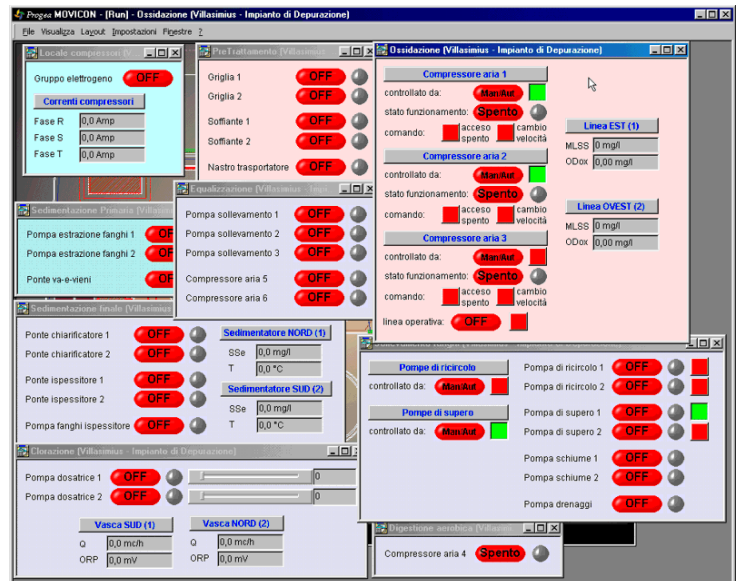 Progea MOVICON - [Run] - Ossidazione (Villasimius - Impianto di Depurazione)
File Visualizza Layout Impostazioni Finestre ?
Locale compressori
Gruppo elettrogeno OFF
Correnti compressori
Fase R 0,0 Amp
Fase S 0,0 Amp
Fase T 0,0 Amp
PreTrattamento (Villasimius
Griglia 1 OFF
Griglia 2 OFF
Soffiante 1 OFF
Soffiante 2 OFF
Nastro trasportatore OFF
Ossidazione (Villasimius - Impianto di Depurazione)
Compressore aria 1
controllato da: Man/Aut
stato funzionamento: Spento
comando: acceso spento cambio velocità
Compressore aria 2
controllato da: Man/Aut
stato funzionamento: Spento
comando: acceso spento cambio velocità
Compressore aria 3
controllato da: Man/Aut
stato funzionamento: Spento
comando: acceso spento cambio velocità
linea operativa: OFF
Linea EST (1)
MLSS 0 mg/l
ODox 0,00 mg/l
Linea OVEST (2)
MLSS 0 mg/l
ODox 0,00 mg/l
Equalizzazione (Villasimius - Impi
Pompa sollevamento 1 OFF
Pompa sollevamento 2 OFF
Pompa sollevamento 3 OFF
Compressore aria 5 OFF
Compressore aria 6 OFF
Sedimentazione Primaria (Villasimius
Pompa estrazione fanghi 1 OF
Pompa estrazione fanghi 2 OF
Ponte va-e-vieni OF
Sedimentazione finale (Villasimius
Ponte chiarificatore 1 OFF
Ponte chiarificatore 2 OFF
Ponte ispessitore 1 OFF
Ponte ispessitore 2 OFF
Pompa fanghi ispessitore OFF
Sedimentatore NORD (1)
SSe 0,0 mg/l
T 0,0 °C
Sedimentatore SUD (2)
SSe 0,0 mg/l
T 0,0 °C
(Villasimius - Impianto di Depurazione)
Pompe di ricircolo
controllato da: Man/Aut
Pompe di supero
controllato da: Man/Aut
Pompa di ricircolo 1 OFF
Pompa di ricircolo 2 OFF
Pompa di supero 1 OFF
Pompa di supero 2 OFF
Pompa schiume 1 OFF
Pompa schiume 2 OFF
Pompa drenaggi OFF
Clorazione (Villasimius - Impianto di Depurazione)
Pompa dosatrice 1 OFF 0
Pompa dosatrice 2 OFF 0
Vasca SUD (1)
Q 0,0 mc/h
ORP 0,0 mV
Vasca NORD (2)
Q 0,0 mc/h
ORP 0,0 mV
Digestione aerobica (Villasimi
Compressore aria 4 Spento